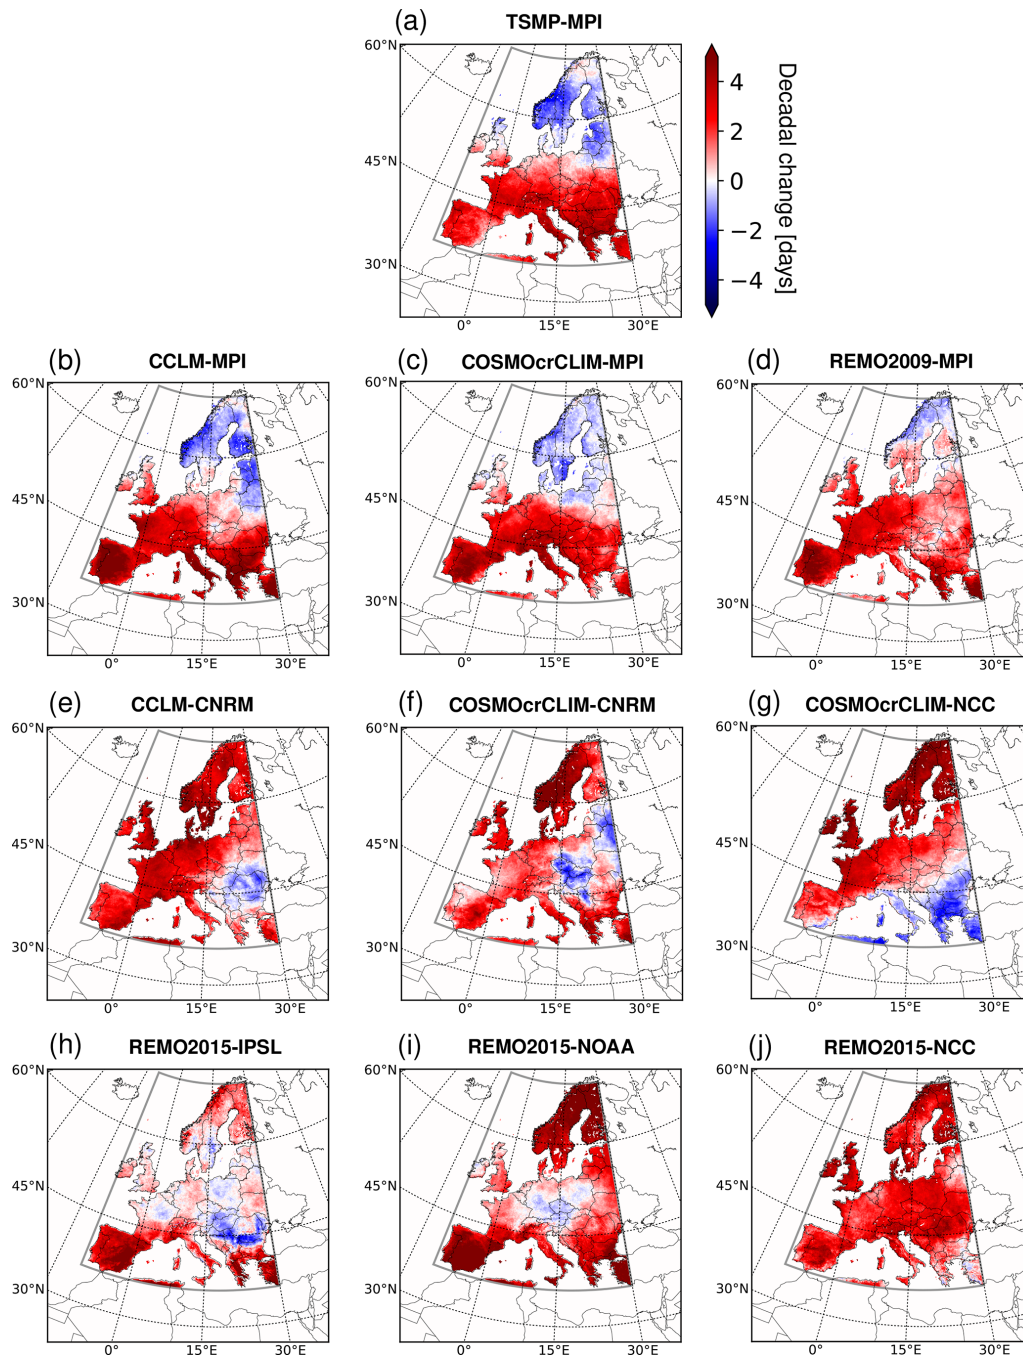 (a) TSMP-MPI
60°N
45°N
30°N
0° 15°E 30°E
4
2
0
−2
−4
Decadal change [days]
(b) CCLM-MPI
60°N
45°N
30°N
0° 15°E 30°E
(c) COSMOcrCLIM-MPI
60°N
45°N
30°N
0° 15°E 30°E
(d) REMO2009-MPI
60°N
45°N
30°N
0° 15°E 30°E
(e) CCLM-CNRM
60°N
45°N
30°N
0° 15°E 30°E
(f) COSMOcrCLIM-CNRM
60°N
45°N
30°N
0° 15°E 30°E
(g) COSMOcrCLIM-NCC
60°N
45°N
30°N
0° 15°E 30°E
(h) REMO2015-IPSL
60°N
45°N
30°N
0° 15°E 30°E
(i) REMO2015-NOAA
60°N
45°N
30°N
0° 15°E 30°E
(j) REMO2015-NCC
60°N
45°N
30°N
0° 15°E 30°E